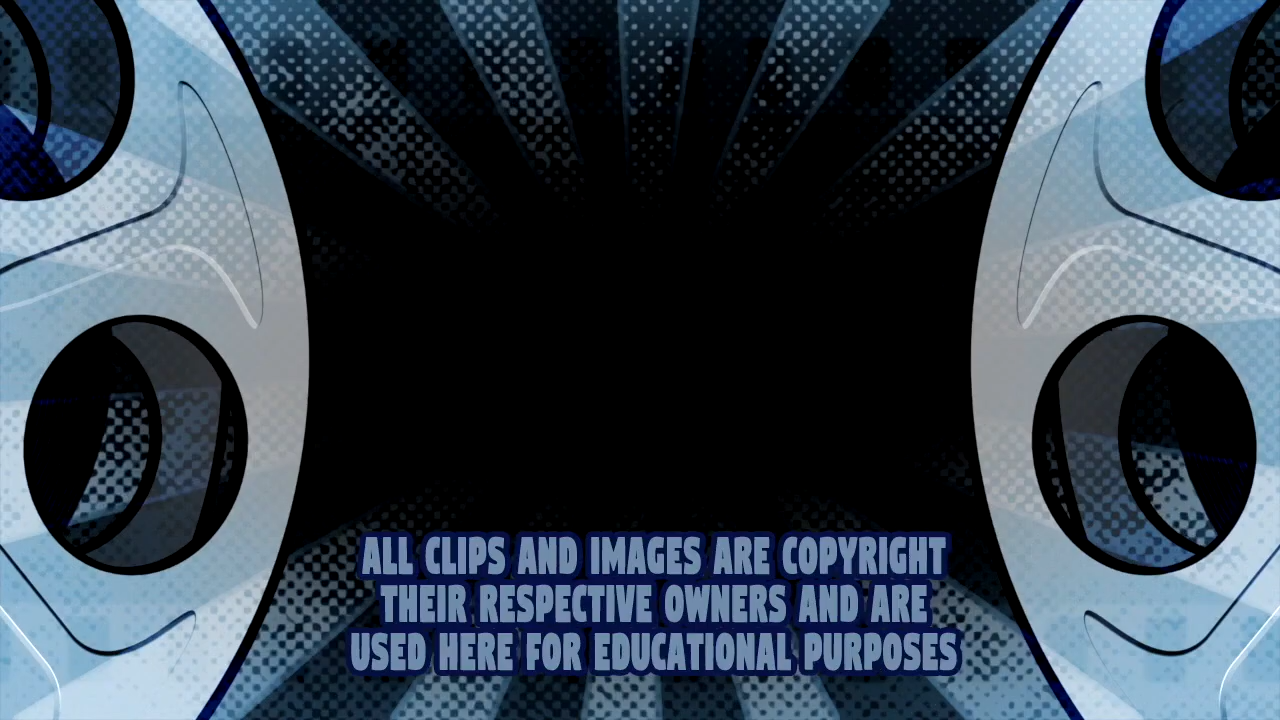 ALL CLIPS AND IMAGES ARE COPYRIGHT
THEIR RESPECTIVE OWNERS AND ARE
USED HERE FOR EDUCATIONAL PURPOSES